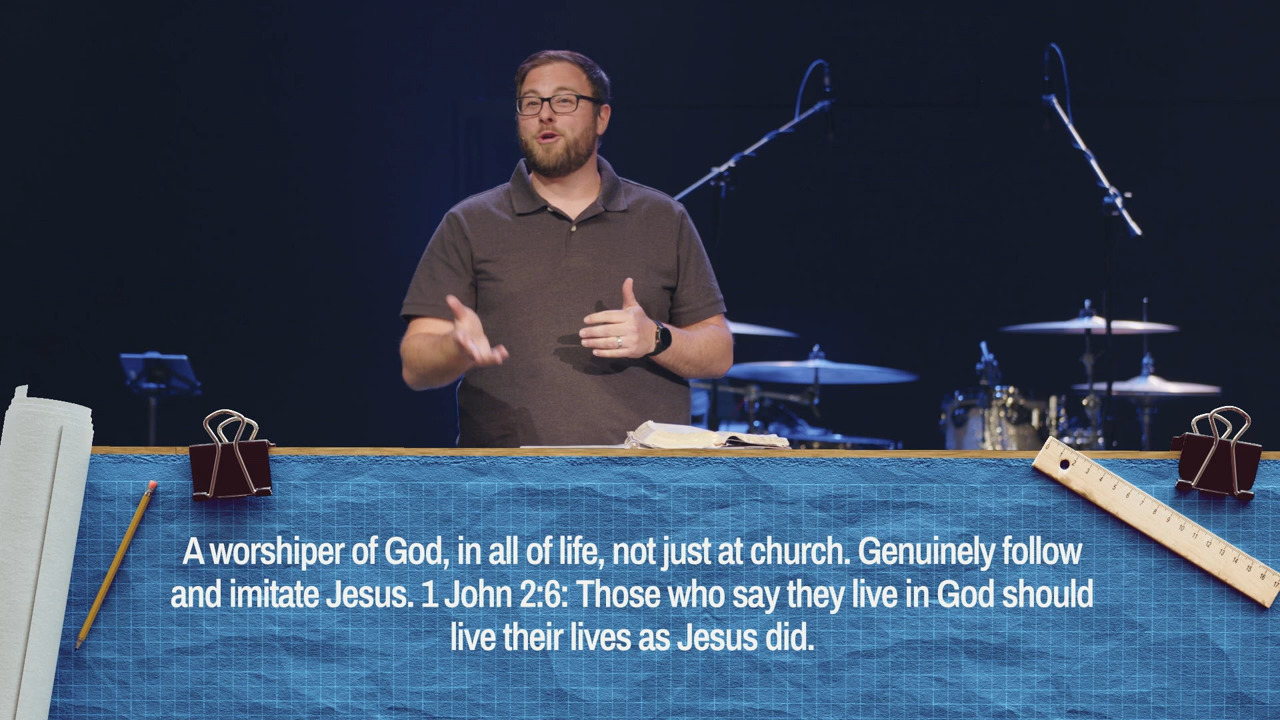 A worshiper of God, in all of life, not just at church. Genuinely follow
and imitate Jesus. 1 John 2:6: Those who say they live in God should
live their lives as Jesus did.